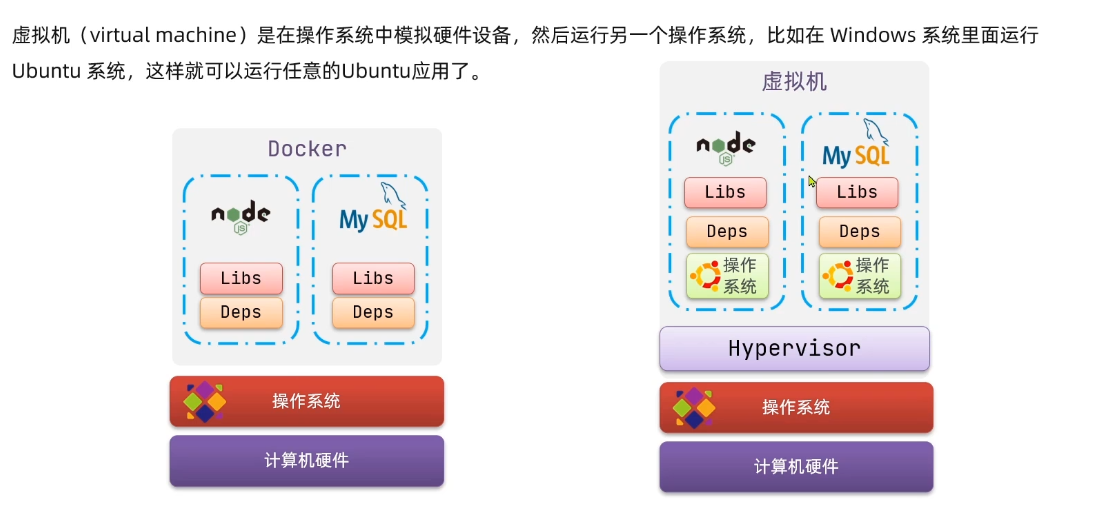 虚拟机（virtual machine）是在操作系统中模拟硬件设备，然后运行另一个操作系统，比如在 Windows 系统里面运行
Ubuntu 系统，这样就可以运行任意的Ubuntu应用了。
Docker
node
JS
MySQL
Libs
Libs
Deps
Deps
操作系统
计算机硬件
虚拟机
node
JS
MySQL
Libs
Libs
Deps
Deps
操作
系统
操作
系统
Hypervisor
操作系统
计算机硬件